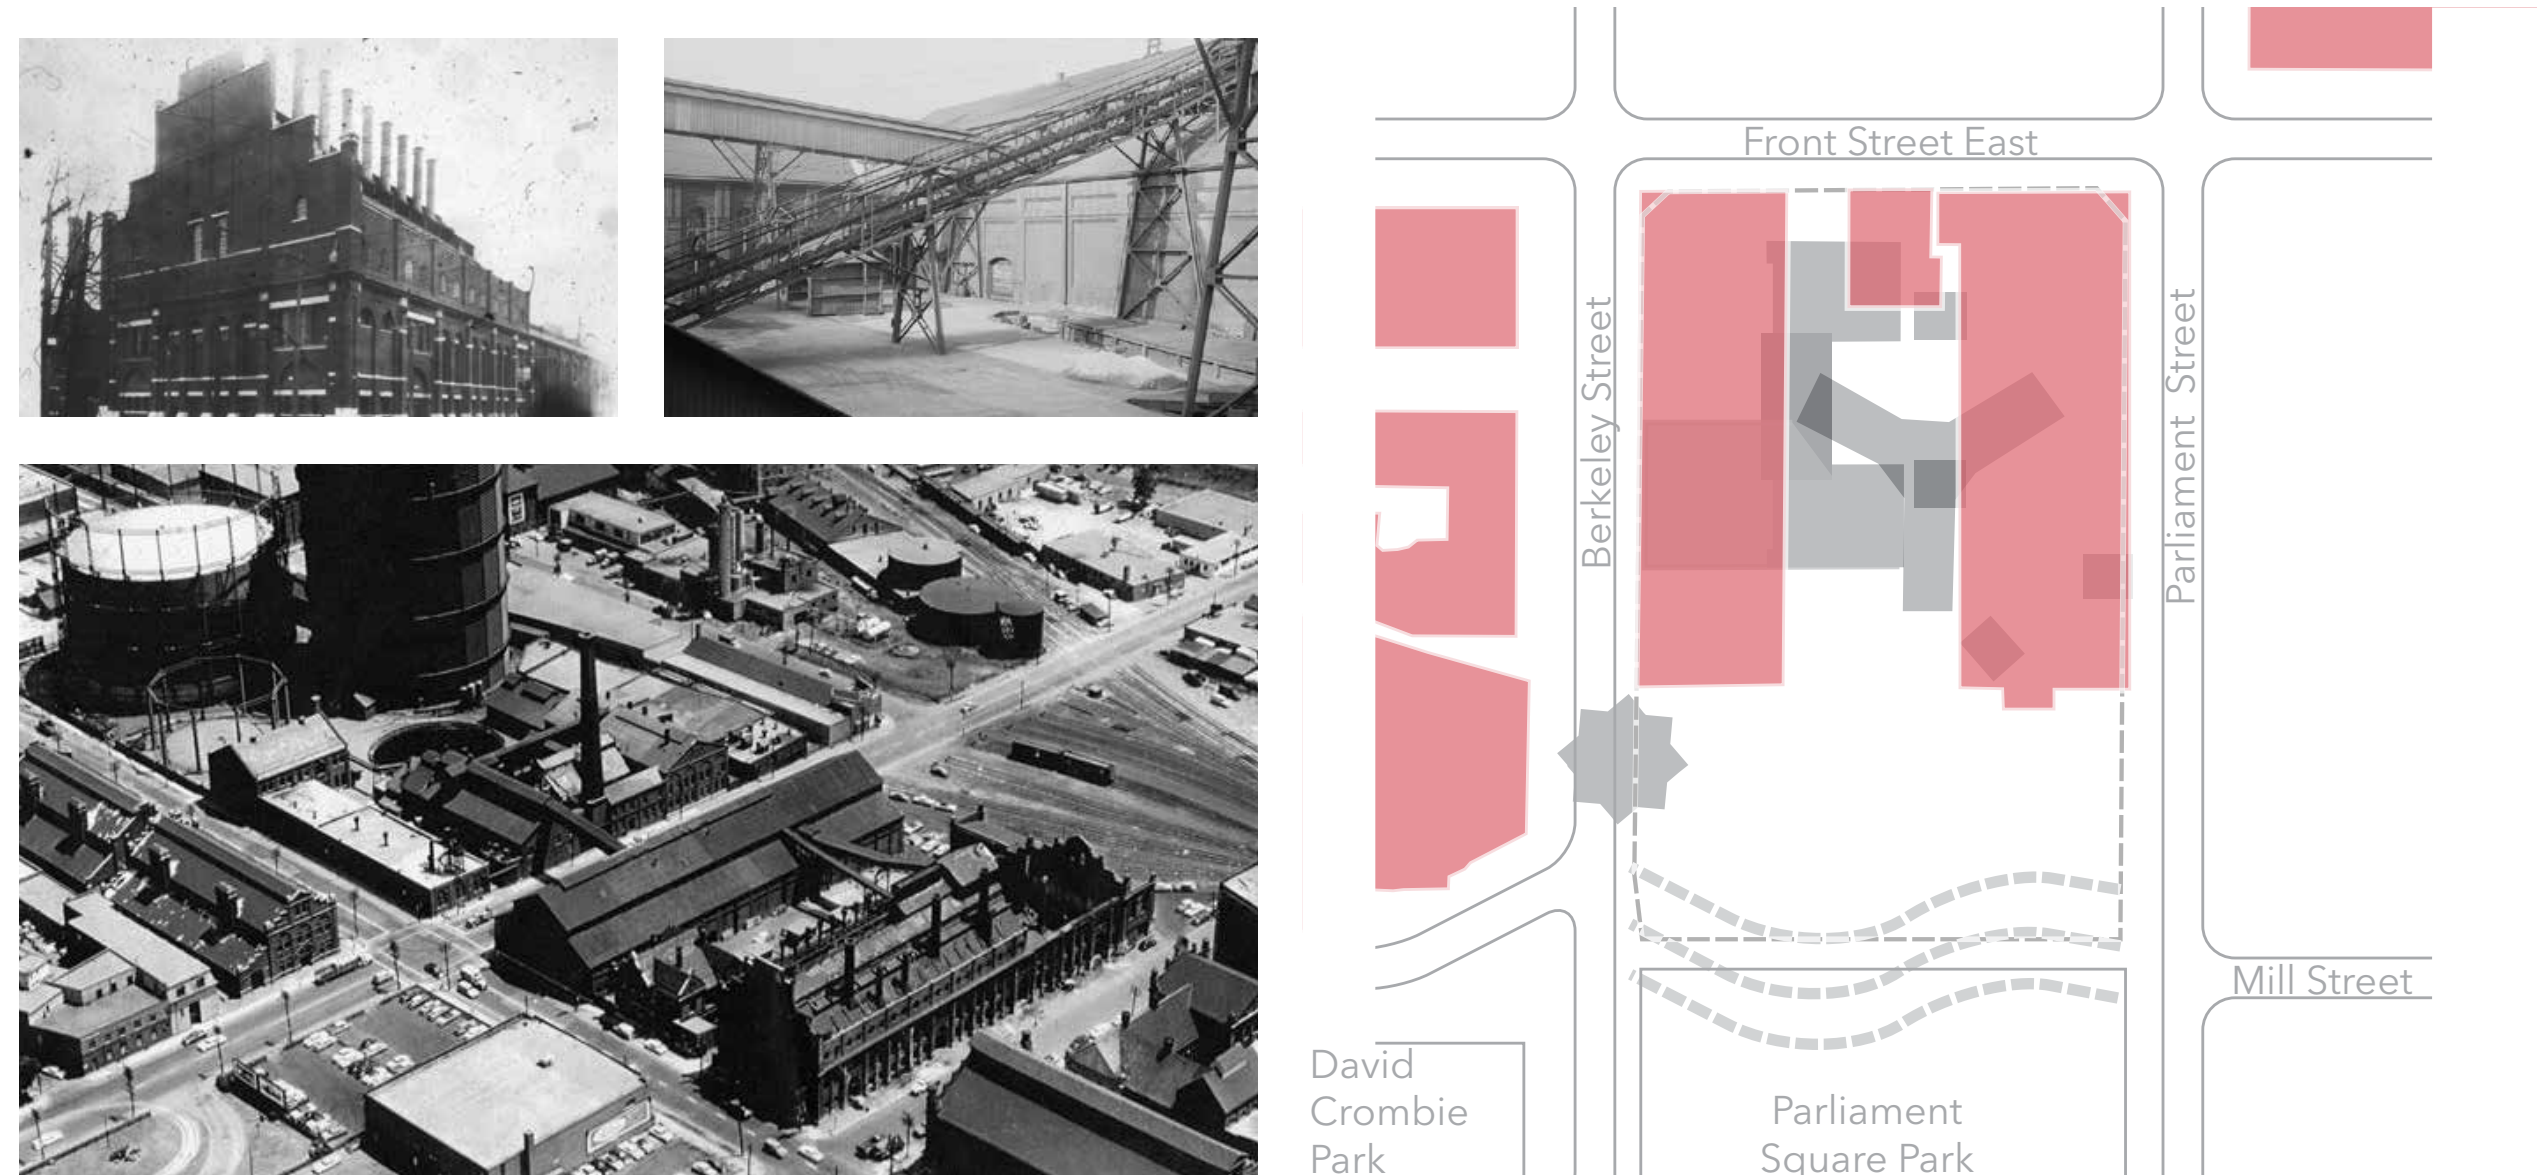 Front Street East
Berkeley Street
Parliament Street
Mill Street
David
Crombie
Park
Parliament
Square Park